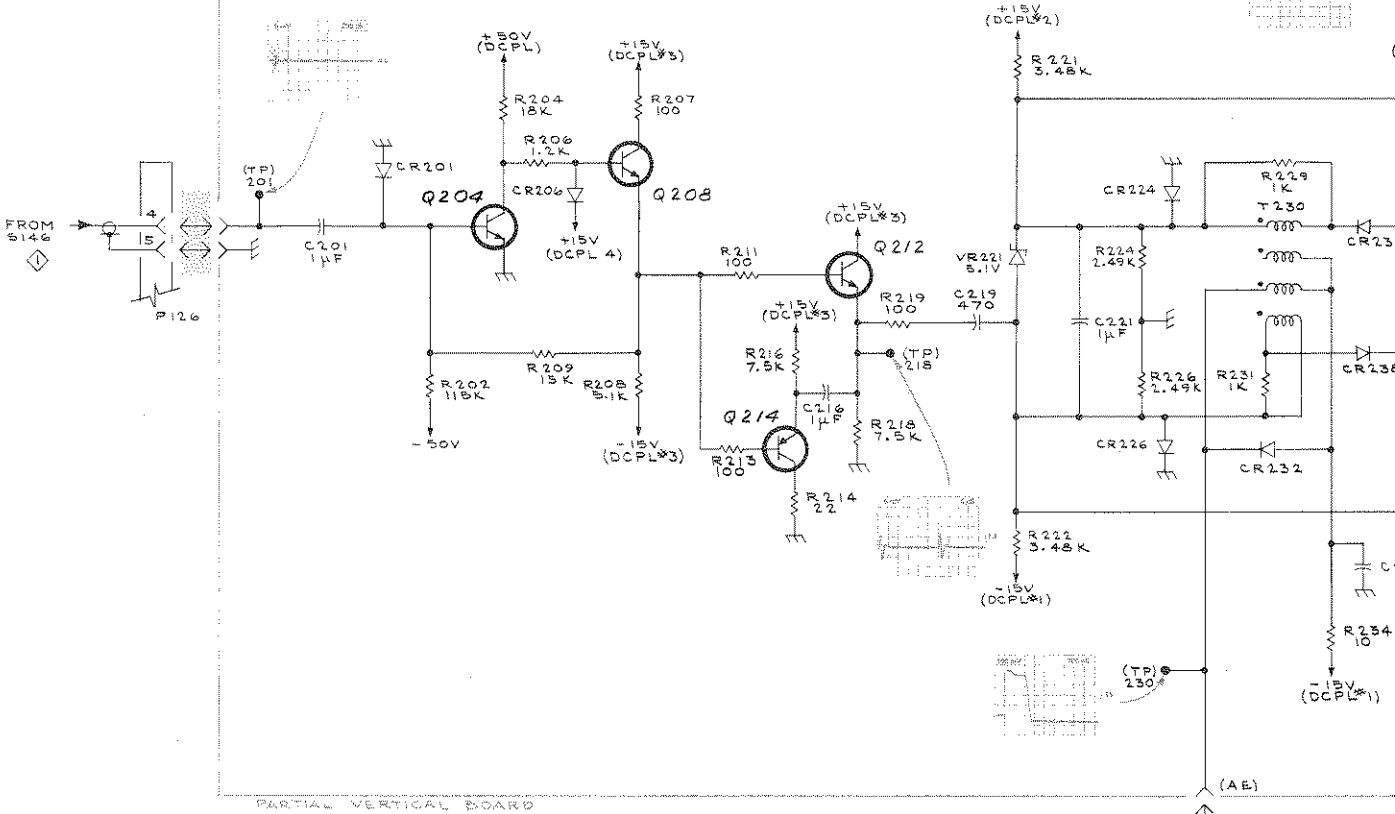 +50V
(DCPL)
+15V
(DCPL#3)
+15V
(DCPL#2)
R204
18K
R207
100
R221
3.48K
R206
1.2K
CR201
CR206
+15V
(DCPL 4)
Q204
Q208
(TP)
201
4
5
FROM
S146
1
P126
C201
1μF
R202
115K
-50V
R209
15K
R208
5.1K
-15V
(DCPL#3)
R211
100
+15V
(DCPL#3)
Q212
R219
100
C219
470
+15V
(DCPL#3)
R216
7.5K
(TP)
218
C216
1μF
Q214
R213
100
R218
7.5K
R214
22
VR221
5.1V
CR224
R224
2.49K
C221
1μF
R226
2.49K
CR226
R229
1K
T230
CR23
R231
1K
CR238
CR232
R222
3.48K
-15V
(DCPL#1)
C
R234
10
-15V
(DCPL#1)
(TP)
230
(AE)
PARTIAL VERTICAL BOARD